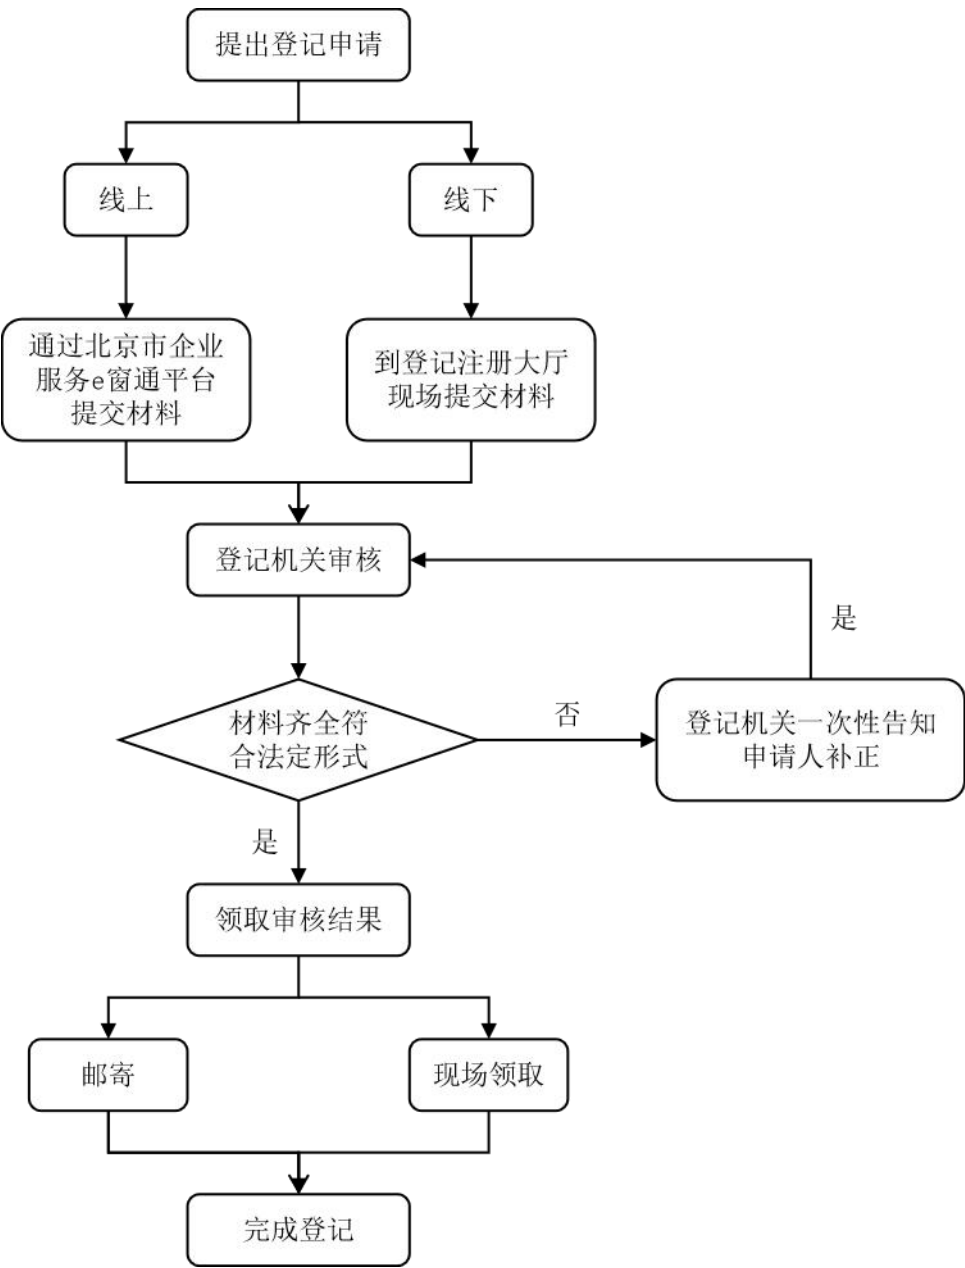 提出登记申请
线上
线下
通过北京市企业
服务e窗通平台
提交材料
到登记注册大厅
现场提交材料
登记机关审核
是
材料齐全符
合法定形式
否
登记机关一次性告知
申请人补正
是
领取审核结果
邮寄
现场领取
完成登记